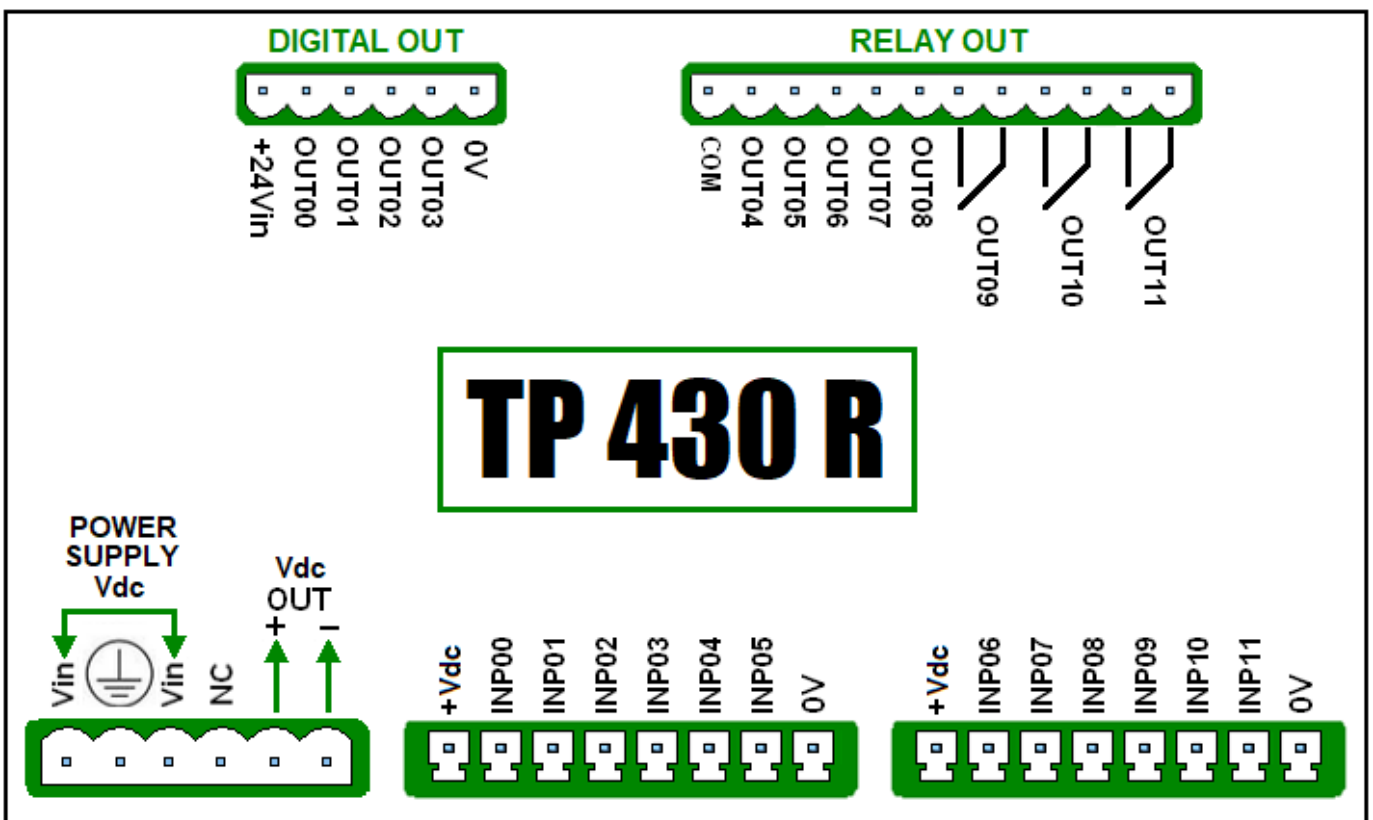 DIGITAL OUT
RELAY OUT
+24Vin
OUT00
OUT01
OUT02
OUT03
0V
COM
OUT04
OUT05
OUT06
OUT07
OUT08
OUT09
OUT10
OUT11
TP 430 R
POWER
SUPPLY
Vdc
Vin
Vin
NC
Vdc
OUT
+
−
+Vdc
INP00
INP01
INP02
INP03
INP04
INP05
0V
+Vdc
INP06
INP07
INP08
INP09
INP10
INP11
0V